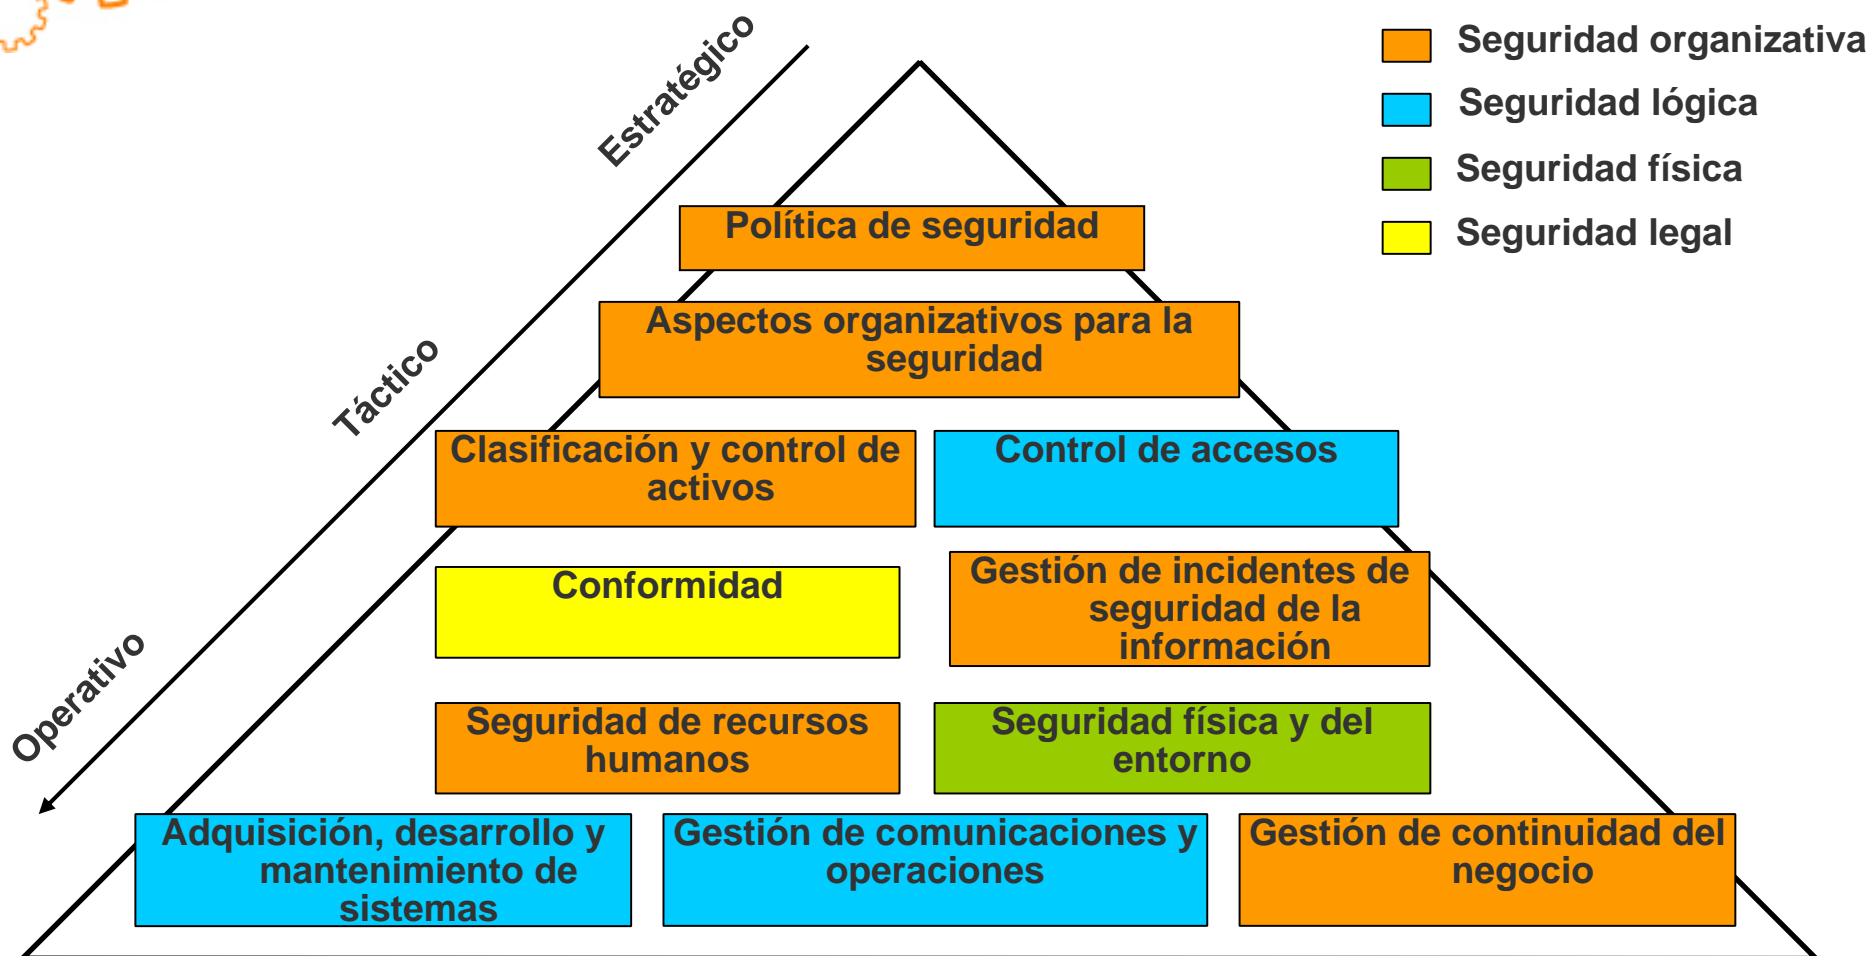 Estratégico
Táctico
Operativo
Seguridad organizativa
Seguridad lógica
Seguridad física
Seguridad legal
Política de seguridad
Aspectos organizativos para la
seguridad
Clasificación y control de
activos
Control de accesos
Conformidad
Gestión de incidentes de
seguridad de la
información
Seguridad de recursos
humanos
Seguridad física y del
entorno
Adquisición, desarrollo y
mantenimiento de
sistemas
Gestión de comunicaciones y
operaciones
Gestión de continuidad del
negocio